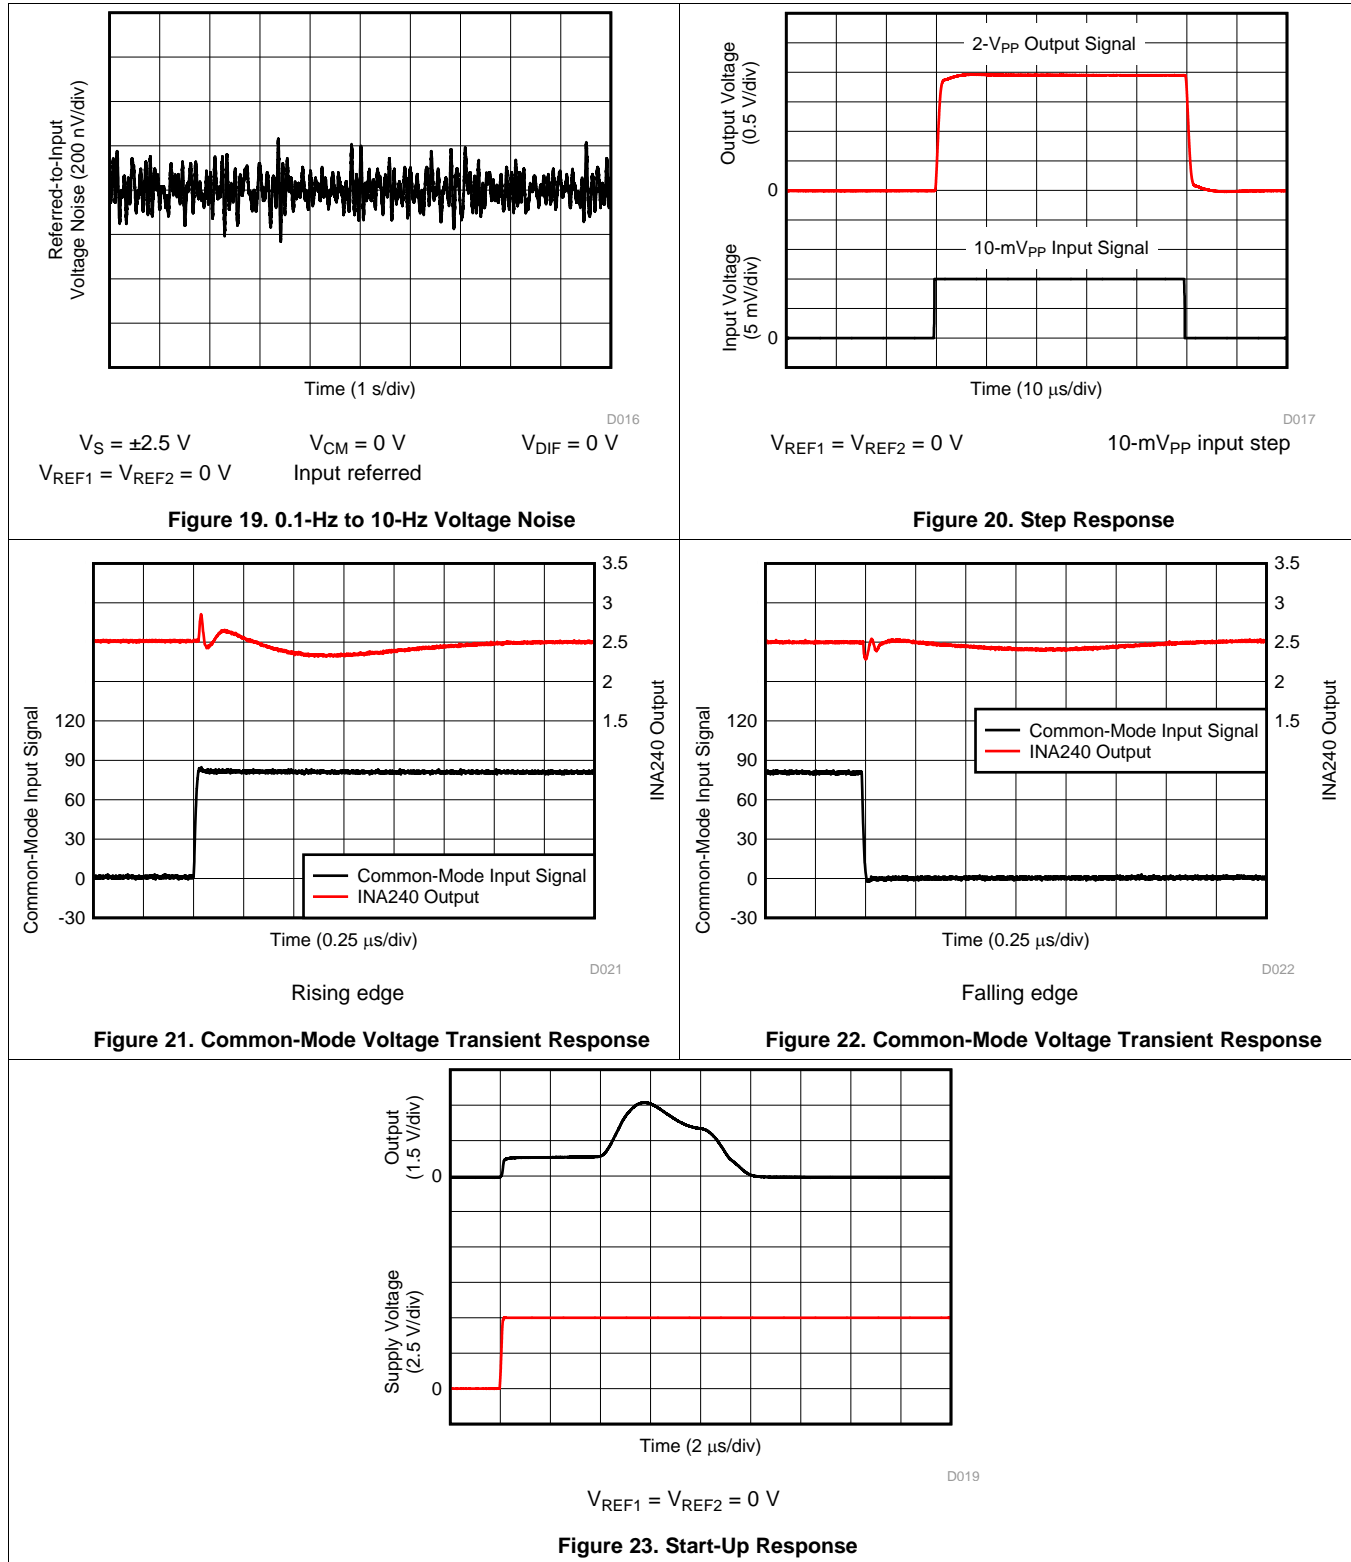 Referred-to-Input
Voltage Noise (200 nV/div)
Time (1 s/div)
D016
VS = ±2.5 V
VCM = 0 V
VDIF = 0 V
VREF1 = VREF2 = 0 V
Input referred
Figure 19. 0.1-Hz to 10-Hz Voltage Noise
Output Voltage
(0.5 V/div)
2-VPP Output Signal
0
Input Voltage
(5 mV/div)
10-mVPP Input Signal
0
Time (10 μs/div)
D017
VREF1 = VREF2 = 0 V
10-mVPP input step
Figure 20. Step Response
Common-Mode Input Signal
120
90
60
30
0
-30
3.5
3
2.5
2
1.5
INA240 Output
Common-Mode Input Signal
INA240 Output
Time (0.25 μs/div)
D021
Rising edge
Figure 21. Common-Mode Voltage Transient Response
Common-Mode Input Signal
120
90
60
30
0
-30
3.5
3
2.5
2
1.5
INA240 Output
Common-Mode Input Signal
INA240 Output
Time (0.25 μs/div)
D022
Falling edge
Figure 22. Common-Mode Voltage Transient Response
Output
(1.5 V/div)
0
Supply Voltage
(2.5 V/div)
0
Time (2 μs/div)
D019
VREF1 = VREF2 = 0 V
Figure 23. Start-Up Response